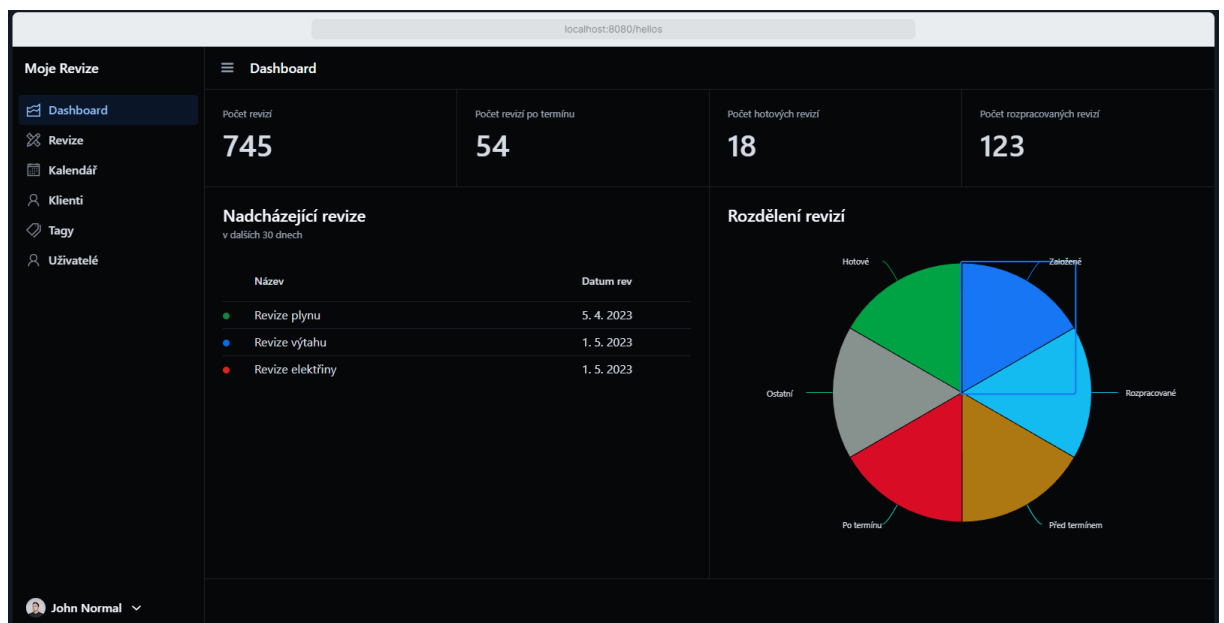 localhost:8080/hellos
Moje Revize
Dashboard
Dashboard
Revize
Kalendář
Klienti
Tagy
Uživatelé
John Normal
Počet revizí
745
Počet revizí po termínu
54
Počet hotových revizí
18
Počet rozpracovaných revizí
123
Nadcházející revize
v dalších 30 dnech
Název Datum rev
Revize plynu 5. 4. 2023
Revize výtahu 1. 5. 2023
Revize elektřiny 1. 5. 2023
Rozdělení revizí
Hotové Založené
Ostatní Rozpracované
Po termínu Před termínem